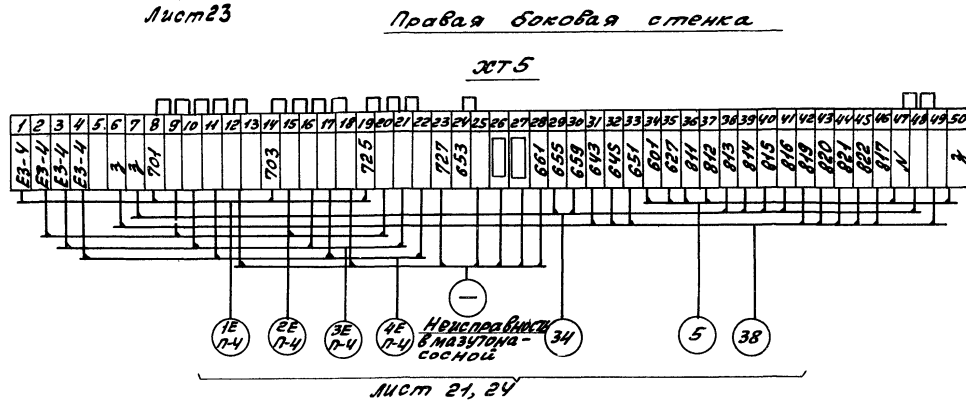 Лист 23
Правая боковая стенка
ХТ5
1 2 3 4 5 6 7 8 9 10 11 12 13 14 15 16 17 18 19 20 21 22 23 24 25 26 27 28 29 30 31 32 33 34 35 36 37 38 39 40 41 42 43 44 45 46 47 48 49 50
Е3-4 Е3-4 Е3-4 Е3-4 701 703 725 727 653 661 655 659 643 645 651 601 627 811 812 813 814 815 816 819 820 821 822 817 N
1Е П-4
2Е П-4
3Е П-4
4Е П-4
—
Неисправность
в мазутона-
сосной
34
5
38
Лист 21, 24